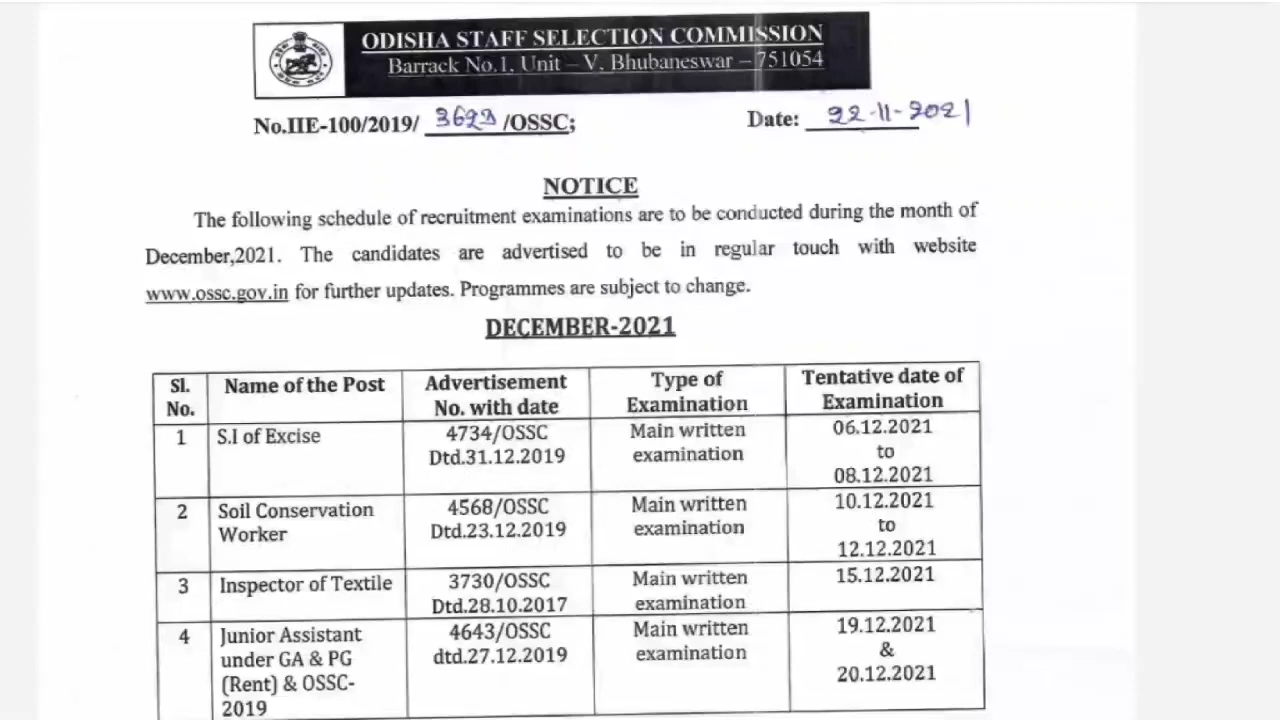 ODISHA STAFF SELECTION COMMISSION
Barrack No.1, Unit – V, Bhubaneswar – 751054
No.IIE-100/2019/ 3623 /OSSC; Date: 22-11-2021
NOTICE
The following schedule of recruitment examinations are to be conducted during the month of
December,2021. The candidates are advertised to be in regular touch with website
www.ossc.gov.in for further updates. Programmes are subject to change.
DECEMBER-2021
Sl. No. Name of the Post Advertisement No. with date Type of Examination Tentative date of Examination
1 S.I of Excise 4734/OSSC Dtd.31.12.2019 Main written examination 06.12.2021 to 08.12.2021
2 Soil Conservation Worker 4568/OSSC Dtd.23.12.2019 Main written examination 10.12.2021 to 12.12.2021
3 Inspector of Textile 3730/OSSC Dtd.28.10.2017 Main written examination 15.12.2021
4 Junior Assistant under GA & PG (Rent) & OSSC-2019 4643/OSSC dtd.27.12.2019 Main written examination 19.12.2021 & 20.12.2021